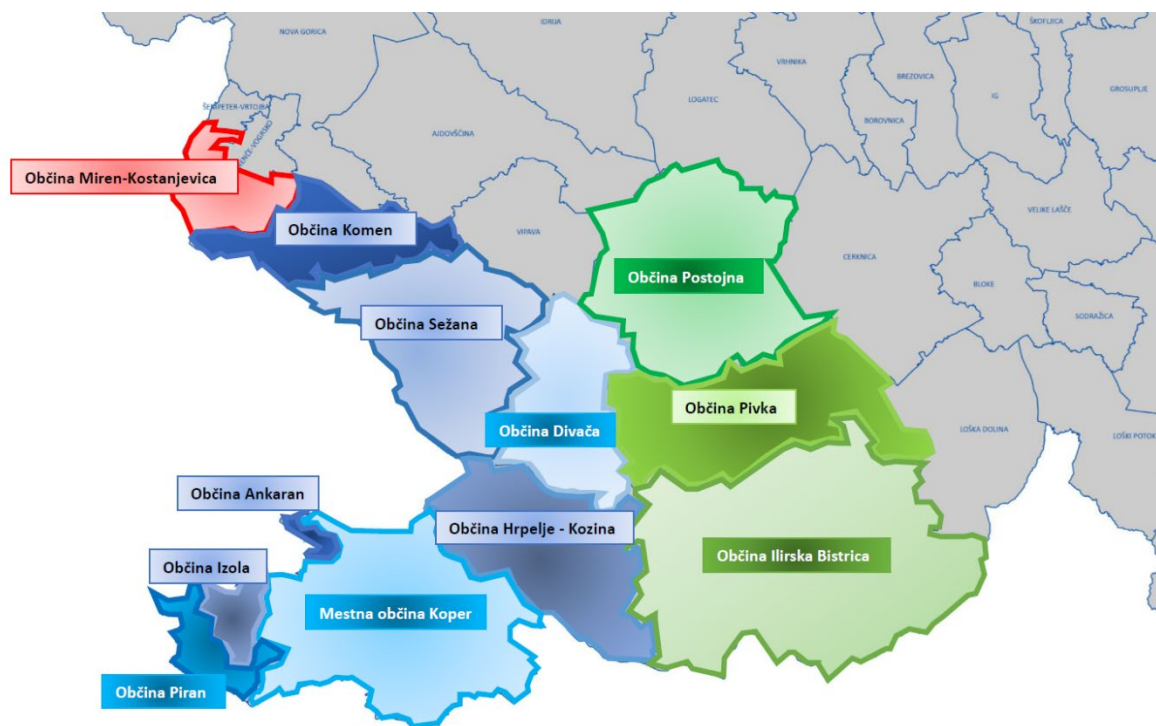 IDRIJA
ŠKOFLJICA
NOVA GORICA
VRHNIKA
BREZOVICA
GROSUPLJE
IG
LOGATEC
ŠEMPETER-VRTOJBA
BOROVNICA
AJDOVŠČINA
Občina Miren-Kostanjevica
VELIKE LAŠČE
Občina Komen
VIPAVA
CERKNICA
Občina Postojna
BLOKE
SODRAŽICA
Občina Sežana
Občina Pivka
Občina Divača
LOŠKA DOLINA
LOŠKI POTOK
Občina Ankaran
Občina Hrpelje - Kozina
Občina Ilirska Bistrica
Občina Izola
Mestna občina Koper
Občina Piran